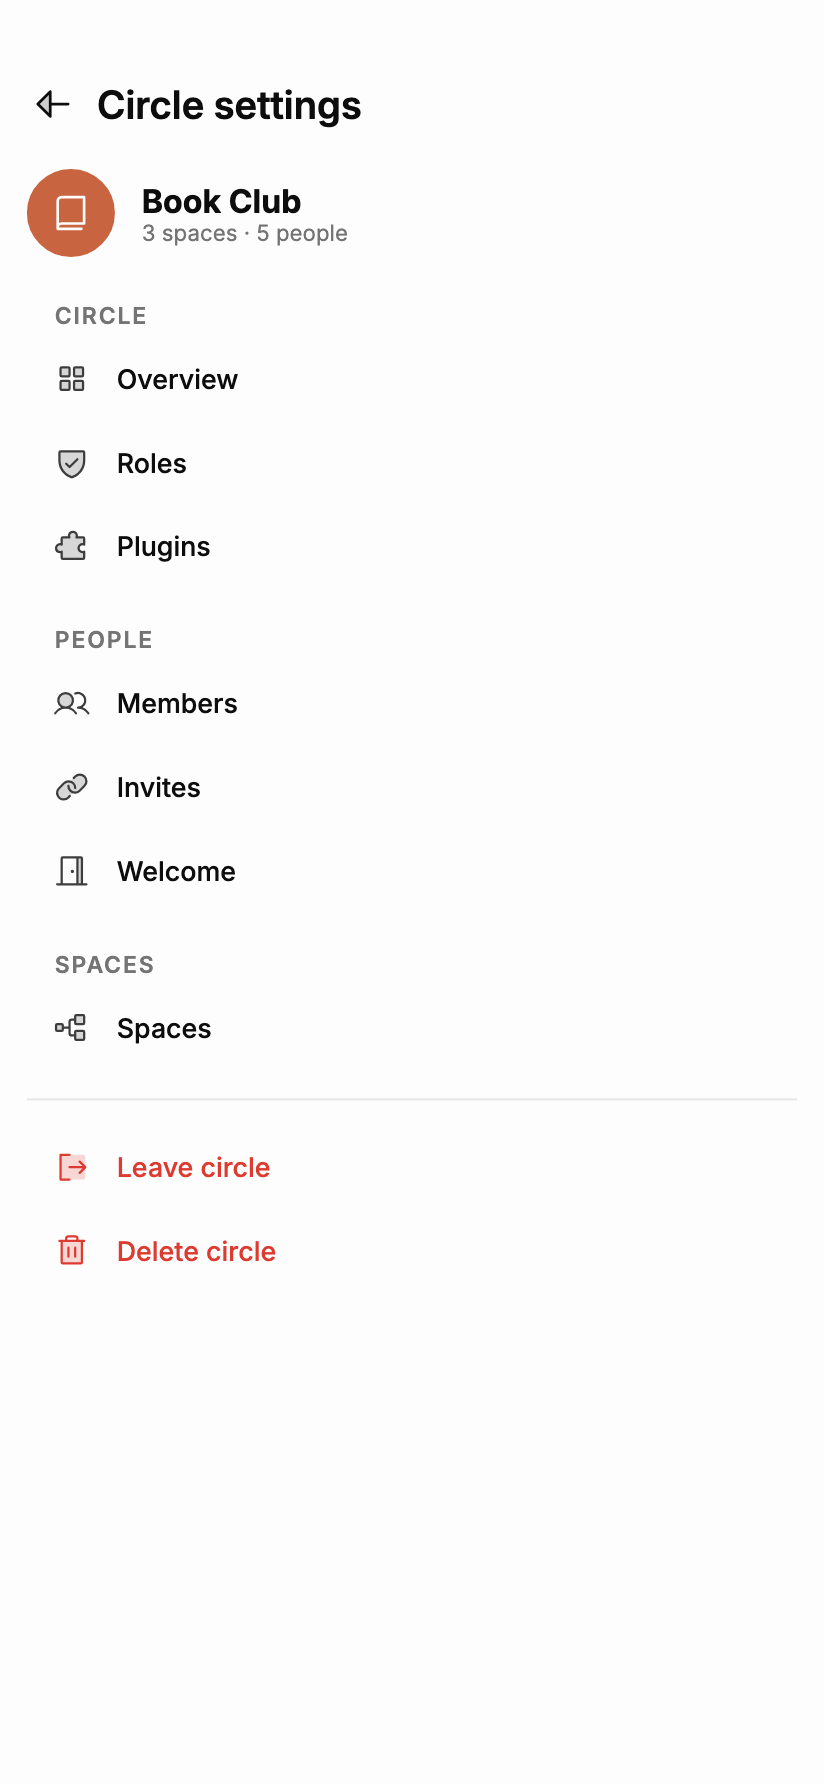 Circle settings
Book Club
3 spaces · 5 people
CIRCLE
Overview
Roles
Plugins
PEOPLE
Members
Invites
Welcome
SPACES
Spaces
Leave circle
Delete circle